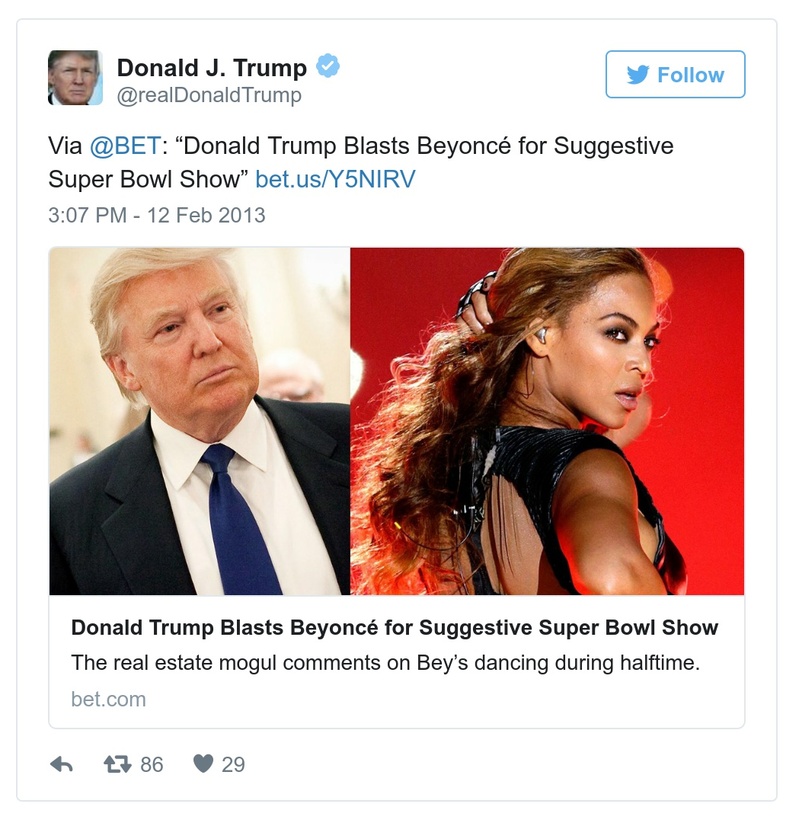 Donald J. Trump
@realDonaldTrump
Follow
Via @BET: “Donald Trump Blasts Beyoncé for Suggestive
Super Bowl Show” bet.us/Y5NIRV
3:07 PM - 12 Feb 2013
Donald Trump Blasts Beyoncé for Suggestive Super Bowl Show
The real estate mogul comments on Bey’s dancing during halftime.
bet.com
86
29